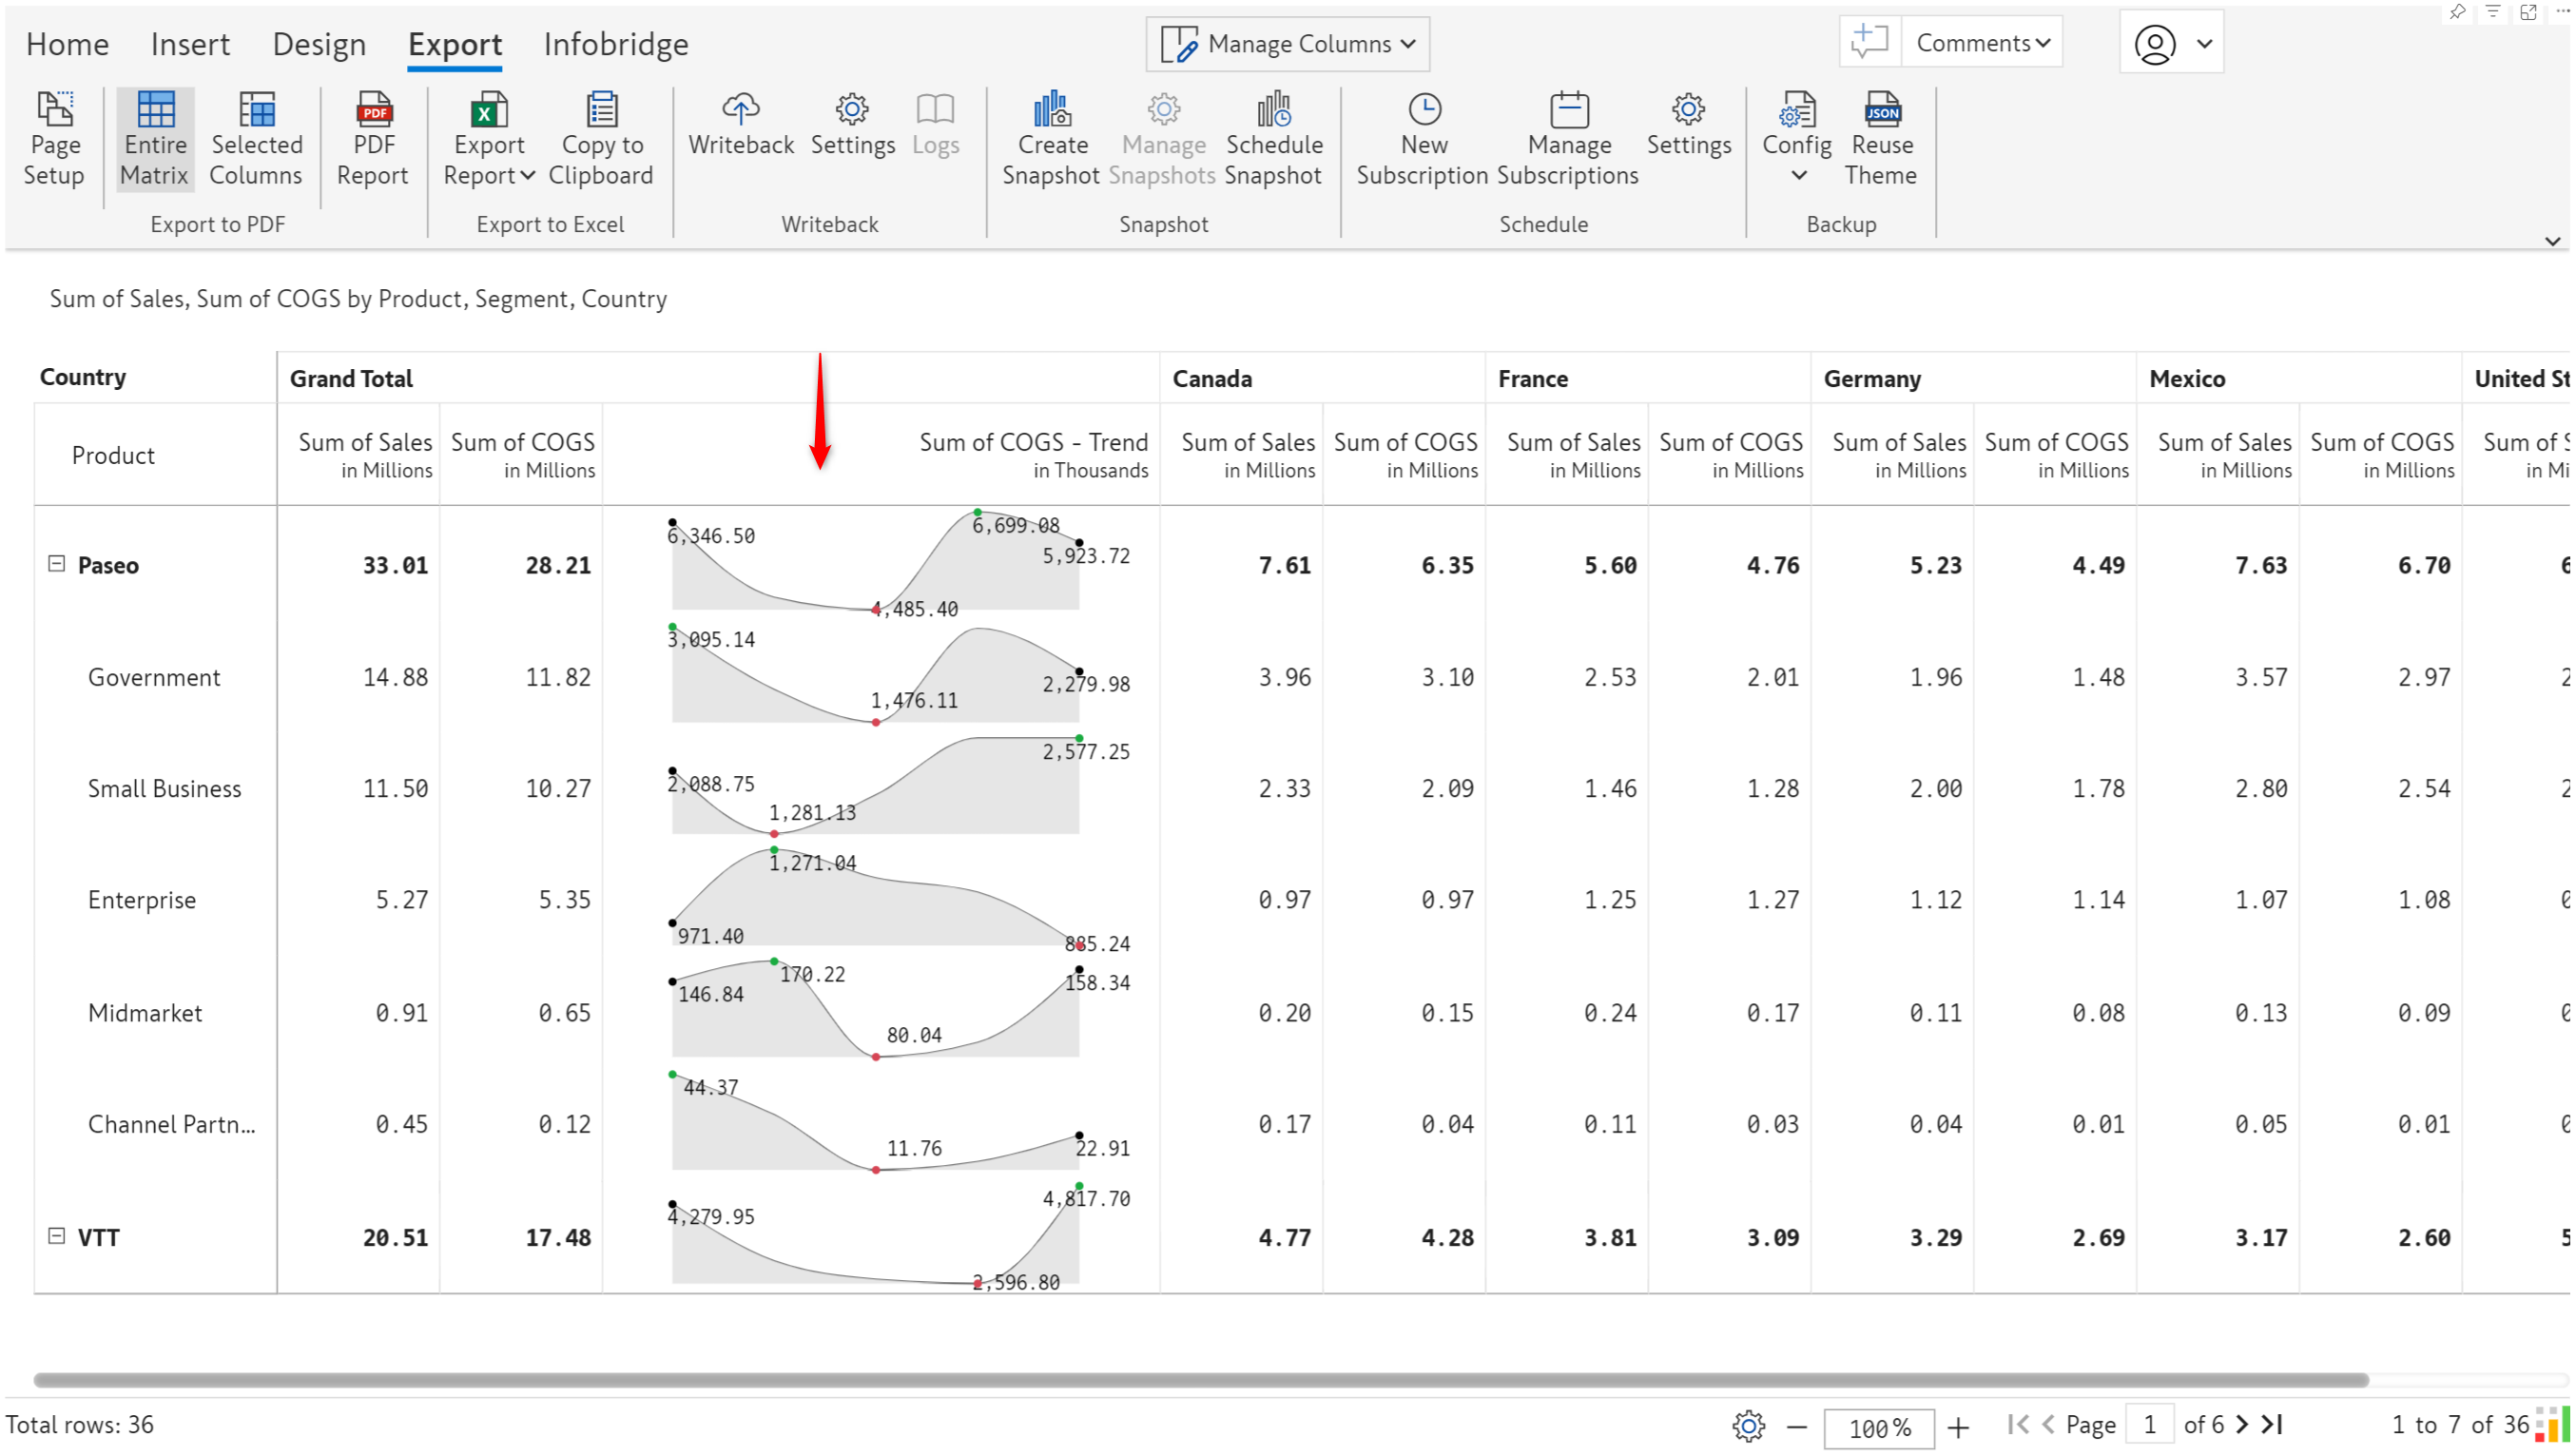 Home Insert Design Export Infobridge Manage Columns Comments
Page Setup
Entire Matrix
Selected Columns
PDF
PDF Report
X
Export Report
Copy to Clipboard
Writeback
Settings
Logs
Create Snapshot
Manage Snapshots
Schedule Snapshot
New Subscription
Manage Subscriptions
Settings
Config
JSON
Reuse Theme
Export to PDF Export to Excel Writeback Snapshot Schedule Backup
Sum of Sales, Sum of COGS by Product, Segment, Country
Country Grand Total Canada France Germany Mexico United St
Product
Sum of Sales in Millions
Sum of COGS in Millions
Sum of COGS - Trend in Thousands
Sum of Sales in Millions
Sum of COGS in Millions
Sum of Sales in Millions
Sum of COGS in Millions
Sum of Sales in Millions
Sum of COGS in Millions
Sum of Sales in Millions
Sum of COGS in Millions
Sum of S
in Mi
Paseo 33.01 28.21 6,346.50 4,485.40 6,699.08 5,923.72 7.61 6.35 5.60 4.76 5.23 4.49 7.63 6.70
Government 14.88 11.82 3,095.14 1,476.11 2,279.98 3.96 3.10 2.53 2.01 1.96 1.48 3.57 2.97
Small Business 11.50 10.27 2,088.75 1,281.13 2,577.25 2.33 2.09 1.46 1.28 2.00 1.78 2.80 2.54
Enterprise 5.27 5.35 971.40 1,271.04 885.24 0.97 0.97 1.25 1.27 1.12 1.14 1.07 1.08
Midmarket 0.91 0.65 146.84 170.22 80.04 158.34 0.20 0.15 0.24 0.17 0.11 0.08 0.13 0.09
Channel Partn... 0.45 0.12 44.37 11.76 22.91 0.17 0.04 0.11 0.03 0.04 0.01 0.05 0.01
VTT 20.51 17.48 4,279.95 2,596.80 4,817.70 4.77 4.28 3.81 3.09 3.29 2.69 3.17 2.60
Total rows: 36 100% Page 1 of 6 1 to 7 of 36